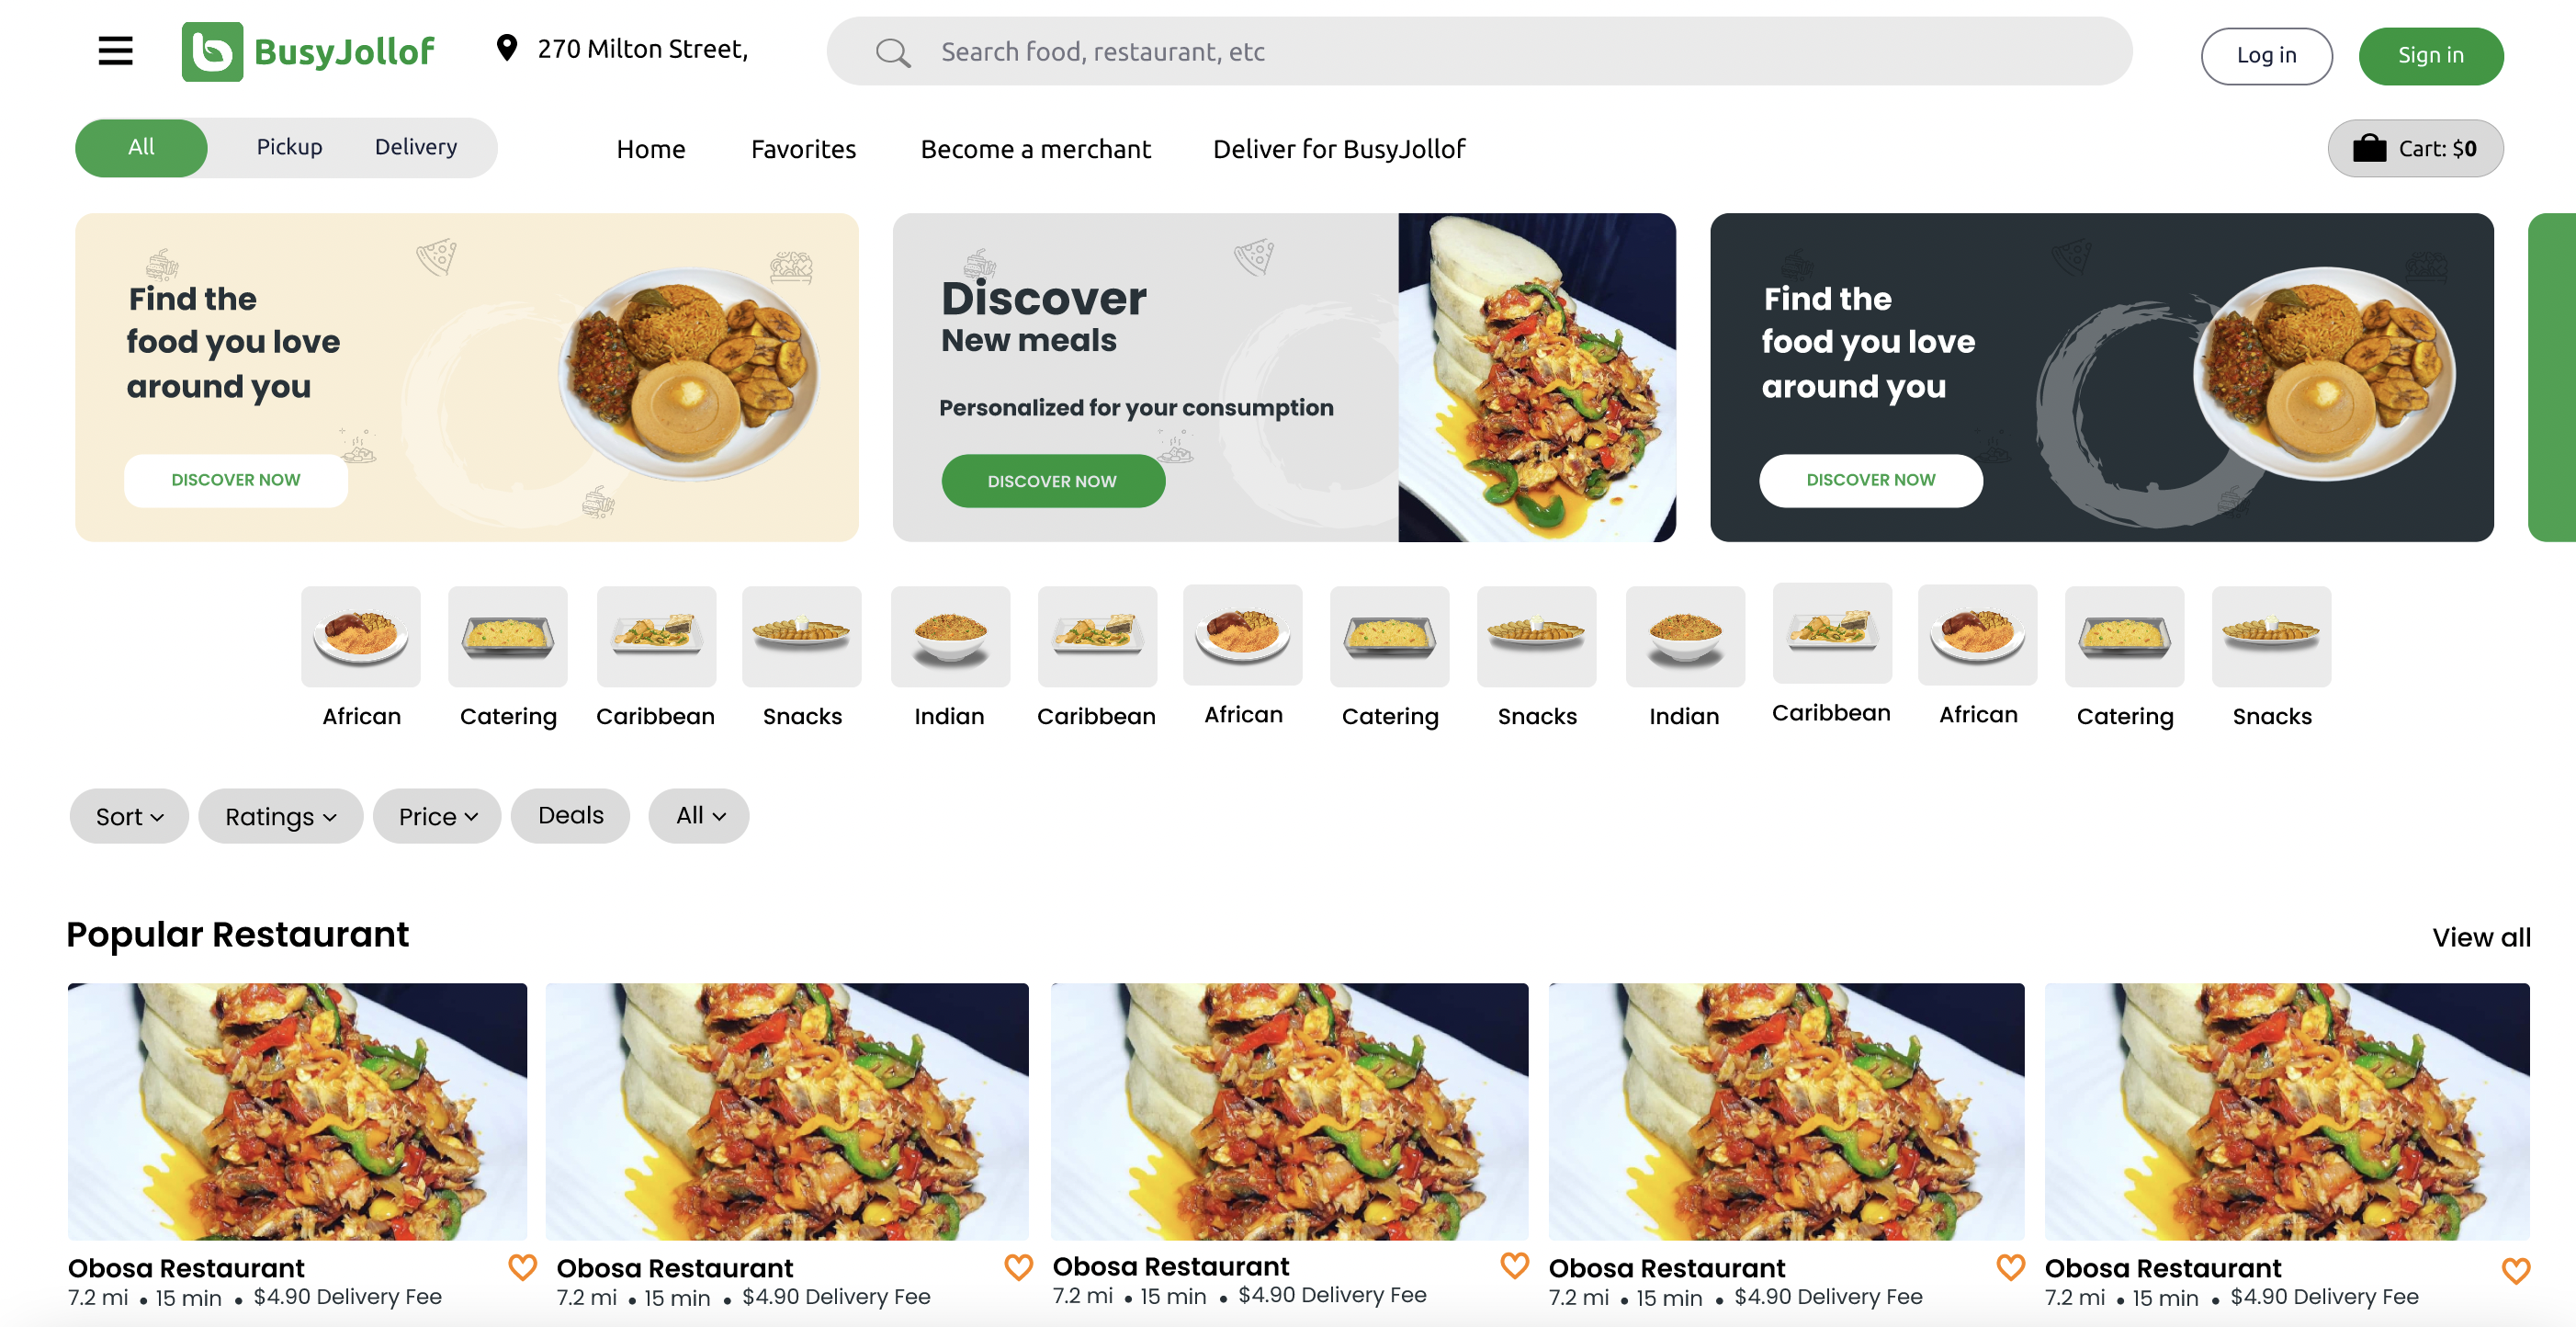 BusyJollof
270 Milton Street,
Search food, restaurant, etc
Log in
Sign in
All
Pickup
Delivery
Home
Favorites
Become a merchant
Deliver for BusyJollof
Cart: $0
Find the
food you love
around you
DISCOVER NOW
Discover
New meals
Personalized for your consumption
DISCOVER NOW
Find the
food you love
around you
DISCOVER NOW
African
Catering
Caribbean
Snacks
Indian
Caribbean
African
Catering
Snacks
Indian
Caribbean
African
Catering
Snacks
Sort
Ratings
Price
Deals
All
Popular Restaurant
View all
Obosa Restaurant
7.2 mi • 15 min • $4.90 Delivery Fee
Obosa Restaurant
7.2 mi • 15 min • $4.90 Delivery Fee
Obosa Restaurant
7.2 mi • 15 min • $4.90 Delivery Fee
Obosa Restaurant
7.2 mi • 15 min • $4.90 Delivery Fee
Obosa Restaurant
7.2 mi • 15 min • $4.90 Delivery Fee